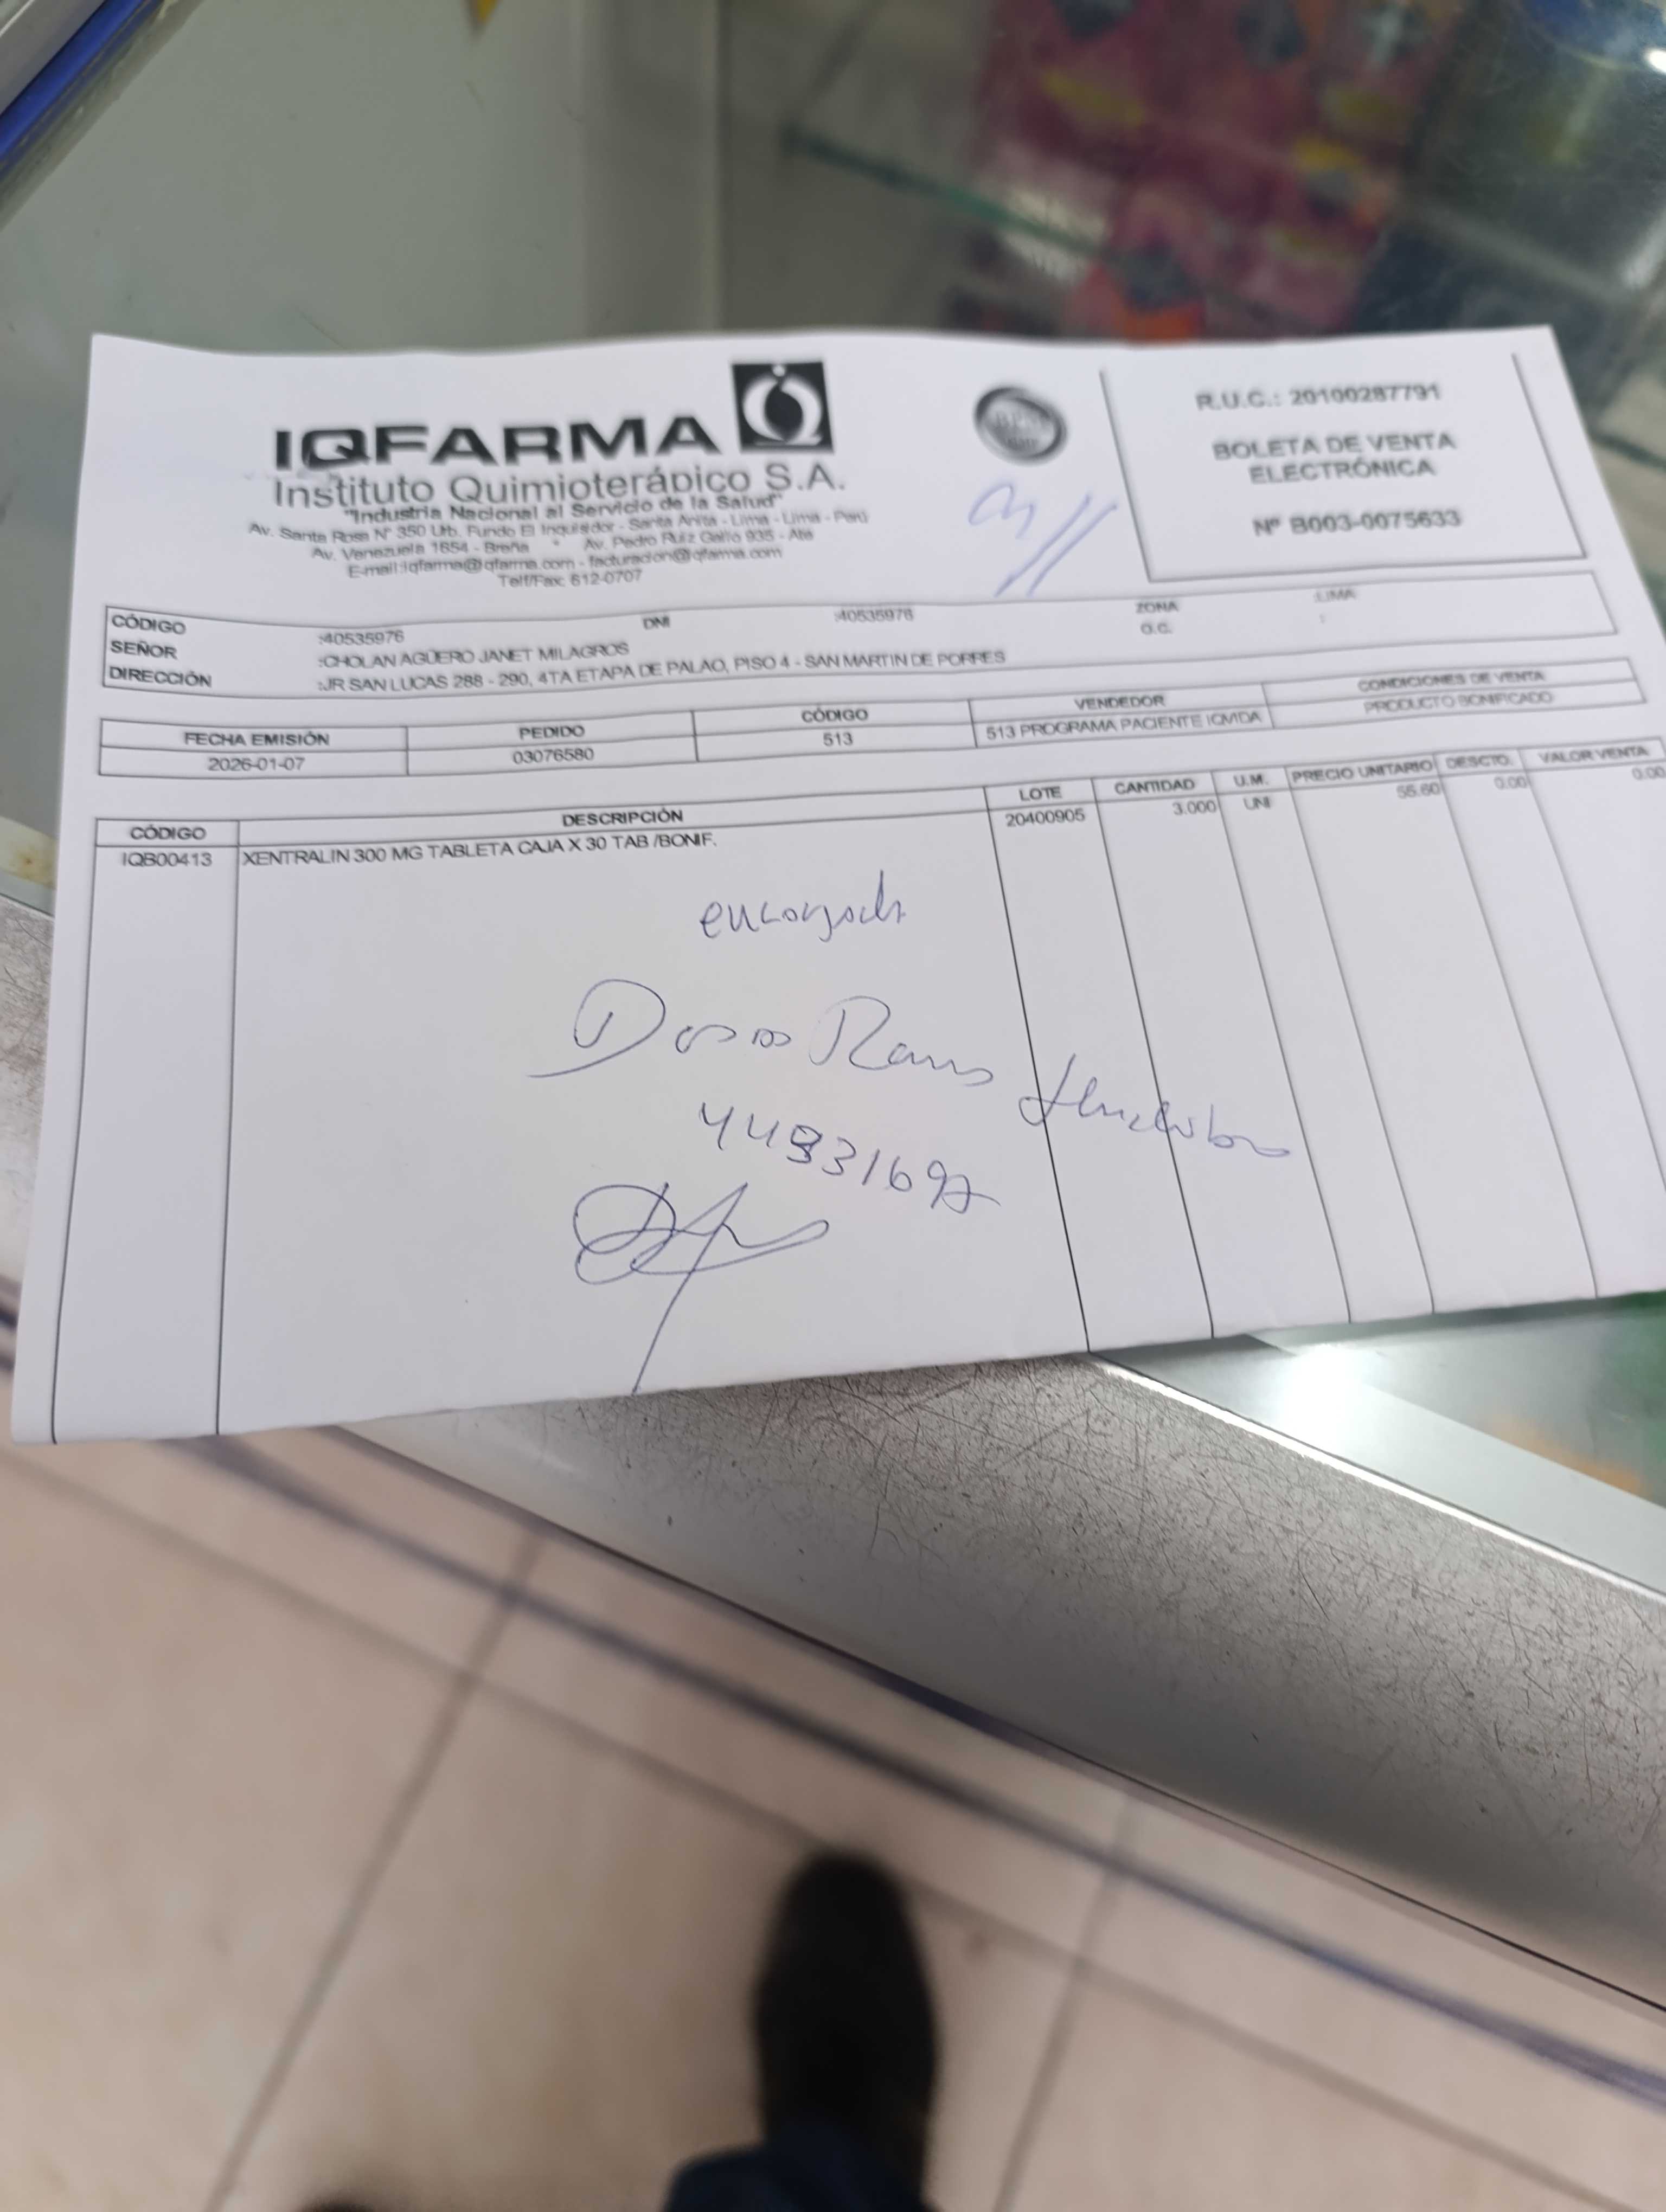 IQFARMA
Instituto Quimioterápico S.A.
"Industria Nacional al Servicio de la Salud"
Av. Santa Rosa N° 350 Urb. Fundo El Inquisidor - Santa Anita - Lima - Lima - Perú
Av. Venezuela 1654 - Breña * Av. Pedro Ruiz Gallo 935 - Ate
E-mail:iqfarma@iqfarma.com - facturacion@iqfarma.com
Telf/Fax: 612-0707
R.U.C.: 20100287791
BOLETA DE VENTA
ELECTRÓNICA
Nº B003-0075633
CÓDIGO :40535976 DNI :40535976 ZONA :LIMA
SEÑOR :CHOLAN AGÜERO JANET MILAGROS O.C. :
DIRECCIÓN :JR SAN LUCAS 288 - 290, 4TA ETAPA DE PALAO, PISO 4 - SAN MARTIN DE PORRES
FECHA EMISIÓN PEDIDO CÓDIGO VENDEDOR CONDICIONES DE VENTA
2026-01-07 03076580 513 513 PROGRAMA PACIENTE IQVIDA PRODUCTO BONIFICADO
CÓDIGO DESCRIPCIÓN LOTE CANTIDAD U.M. PRECIO UNITARIO DESCTO. VALOR VENTA
IQB00413 XENTRALIN 300 MG TABLETA CAJA X 30 TAB /BONIF. 20400905 3.000 UNI 55.60 0.00 0.00